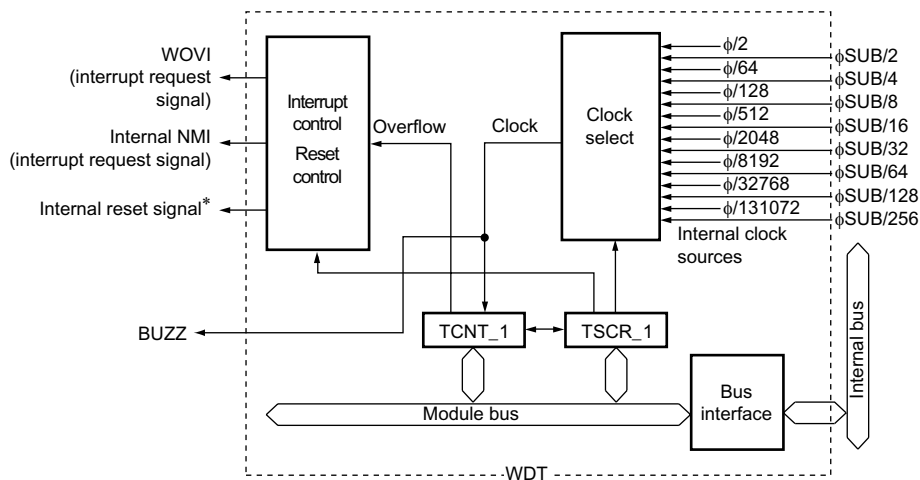 WOVI
(interrupt request
signal)
Internal NMI
(interrupt request signal)
Internal reset signal*
BUZZ
Interrupt
control
Reset
control
Overflow
Clock
Clock
select
ϕ/2
ϕ/64
ϕ/128
ϕ/512
ϕ/2048
ϕ/8192
ϕ/32768
ϕ/131072
Internal clock
sources
ϕSUB/2
ϕSUB/4
ϕSUB/8
ϕSUB/16
ϕSUB/32
ϕSUB/64
ϕSUB/128
ϕSUB/256
TCNT_1
TSCR_1
Module bus
Bus
interface
Internal bus
WDT